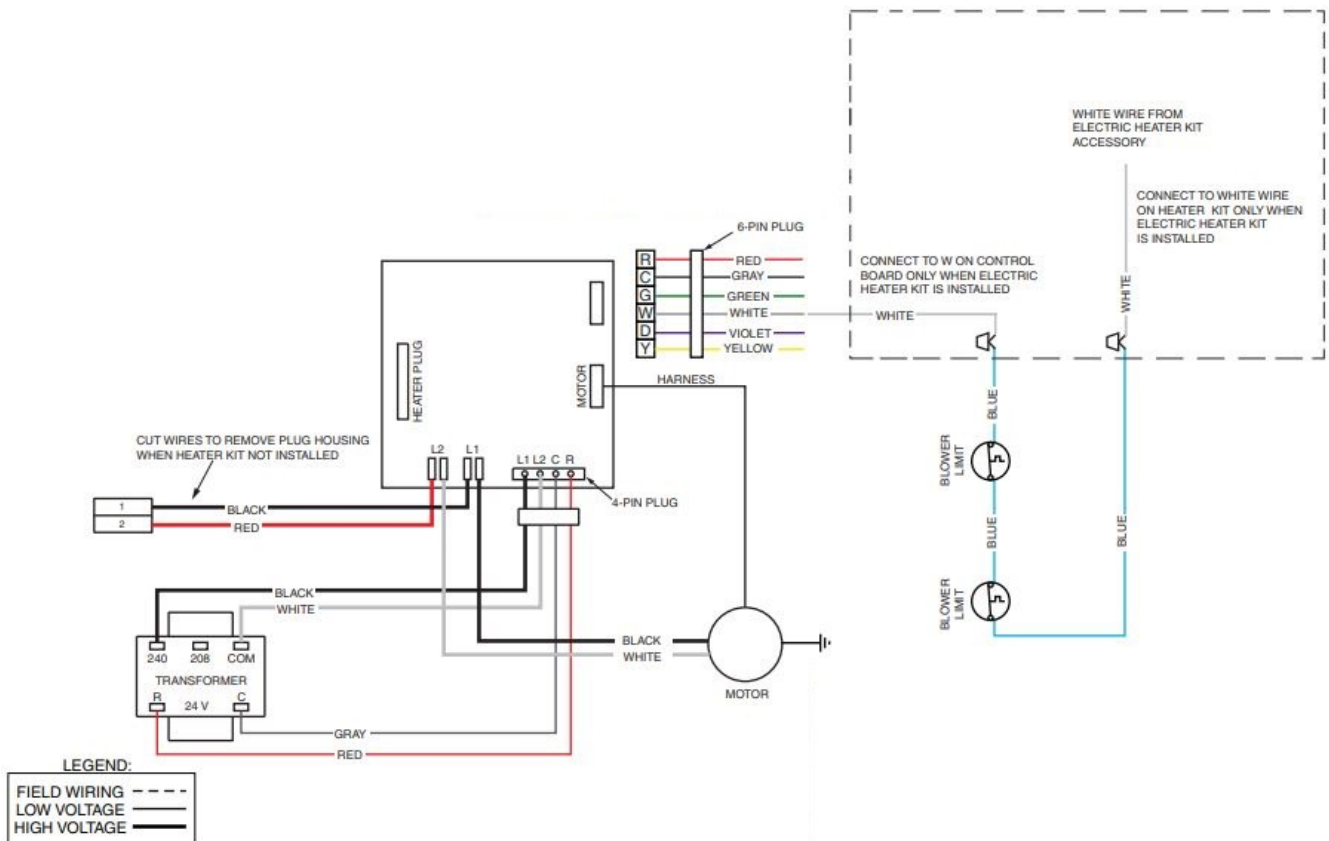 WHITE WIRE FROM
ELECTRIC HEATER KIT
ACCESSORY
CONNECT TO WHITE WIRE
ON HEATER KIT ONLY WHEN
ELECTRIC HEATER KIT
IS INSTALLED
6-PIN PLUG
CONNECT TO W ON CONTROL
BOARD ONLY WHEN ELECTRIC
HEATER KIT IS INSTALLED
R RED
C GRAY
G GREEN
W WHITE
WHITE
D VIOLET
Y YELLOW
WHITE
HEATER PLUG
MOTOR
HARNESS
BLUE
BLOWER
LIMIT
BLUE
BLUE
BLOWER
LIMIT
CUT WIRES TO REMOVE PLUG HOUSING
WHEN HEATER KIT NOT INSTALLED
L2 L1
L1 L2 C R
4-PIN PLUG
1
2
BLACK
RED
BLACK
WHITE
240 208 COM
TRANSFORMER
R 24 V C
BLACK
WHITE
MOTOR
GRAY
RED
LEGEND:
FIELD WIRING
LOW VOLTAGE
HIGH VOLTAGE